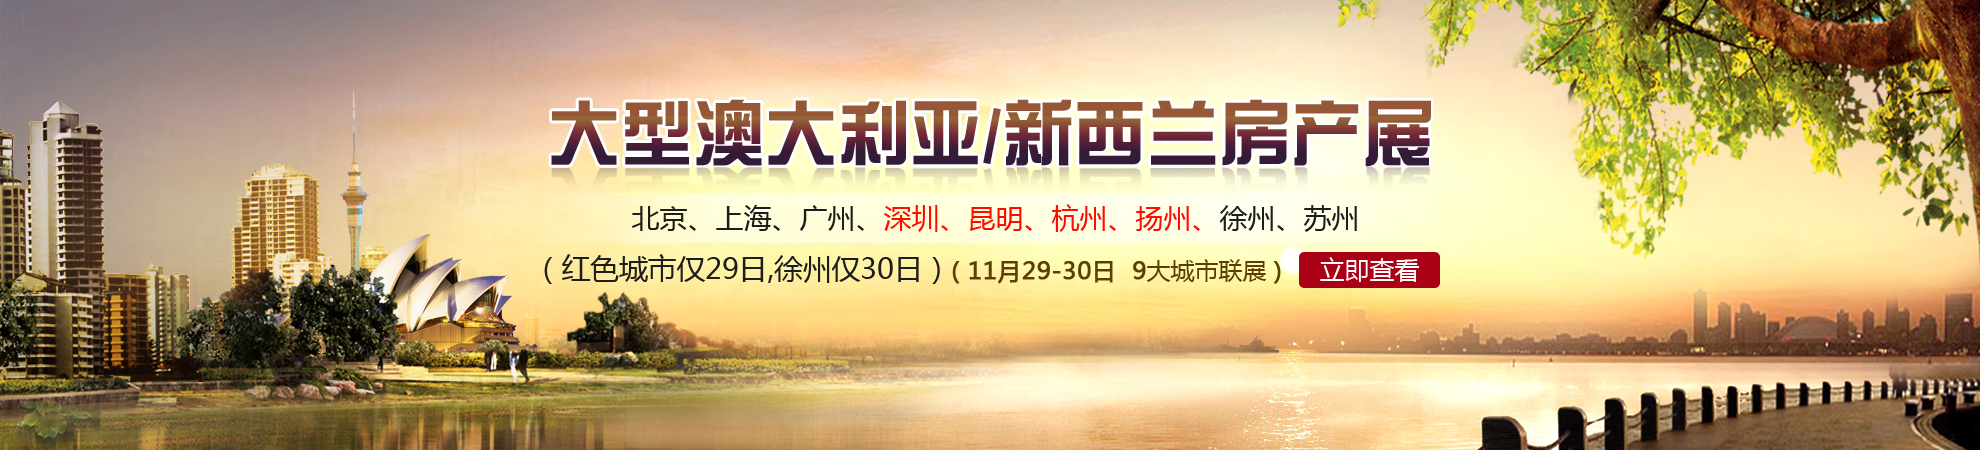 大型澳大利亚/新西兰房产展
北京、上海、广州、深圳、昆明、杭州、扬州、徐州、苏州
(红色城市仅29日,徐州仅30日)(11月29-30日 9大城市联展) 立即查看